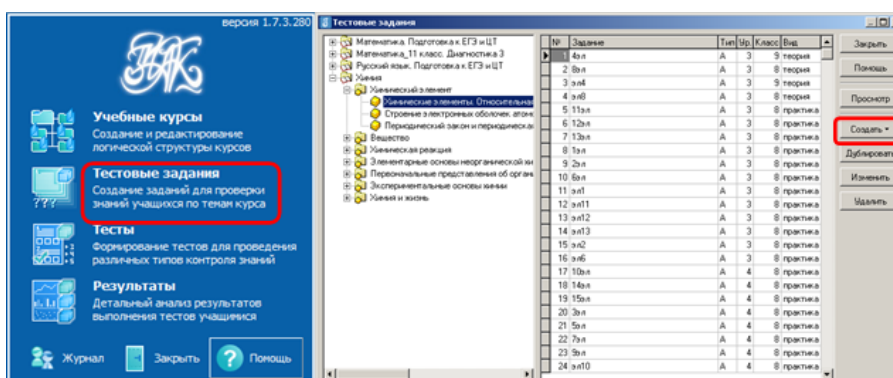 версия 1.7.3.280
Учебные курсы
Создание и редактирование
логической структуры курсов
Тестовые задания
Создание заданий для проверки
знаний учащихся по темам курса
???
Тесты
Формирование тестов для проведения
различных типов контроля знаний
Результаты
Детальный анализ результатов
выполнения тестов учащимися
Журнал
Закрыть
? Помощь
Тестовые задания
Математика. Подготовка к ЕГЭ и ЦТ
Математика_11 класс. Диагностика 3
Русский язык. Подготовка к ЕГЭ и ЦТ
Химия
Химический элемент
Химические элементы. Относительная
Строение электронных оболочек. атом
Периодический закон и периодическа
Вещество
Химическая реакция
Элементарные основы неорганической хи
Первоначальные представления об орган
Экспериментальные основы химии
Химия и жизнь
№ Задание Тип Ур. Класс Вид
1 4эл А 3 9 теория
2 8эл А 3 9 теория
3 эл4 А 3 9 теория
4 эл8 А 3 8 теория
5 11эл А 3 8 практика
6 12эл А 3 8 практика
7 13эл А 3 8 практика
8 1эл А 3 8 практика
9 2эл А 3 8 практика
10 6эл А 3 8 практика
11 эл1 А 3 8 практика
12 эл11 А 3 8 практика
13 эл12 А 3 8 практика
14 эл13 А 3 8 практика
15 эл2 А 3 8 практика
16 эл6 А 3 8 практика
17 10эл А 4 8 практика
18 14эл А 4 8 практика
19 15эл А 4 8 практика
20 3эл А 4 8 практика
21 5эл А 4 8 практика
22 7эл А 4 8 практика
23 9эл А 4 8 практика
24 эл10 А 4 8 практика
Закрыть
Помощь
Просмотр
Создать
Дублировать
Изменить
Удалить